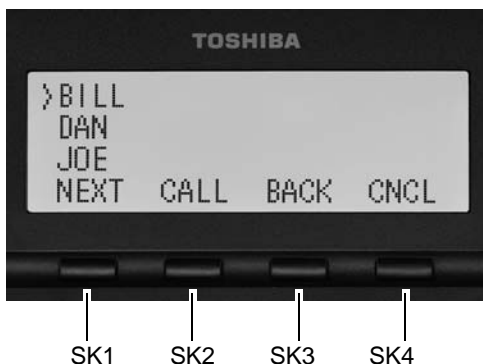 TOSHIBA
>BILL
DAN
JOE
NEXT CALL BACK CNCL
SK1 SK2 SK3 SK4